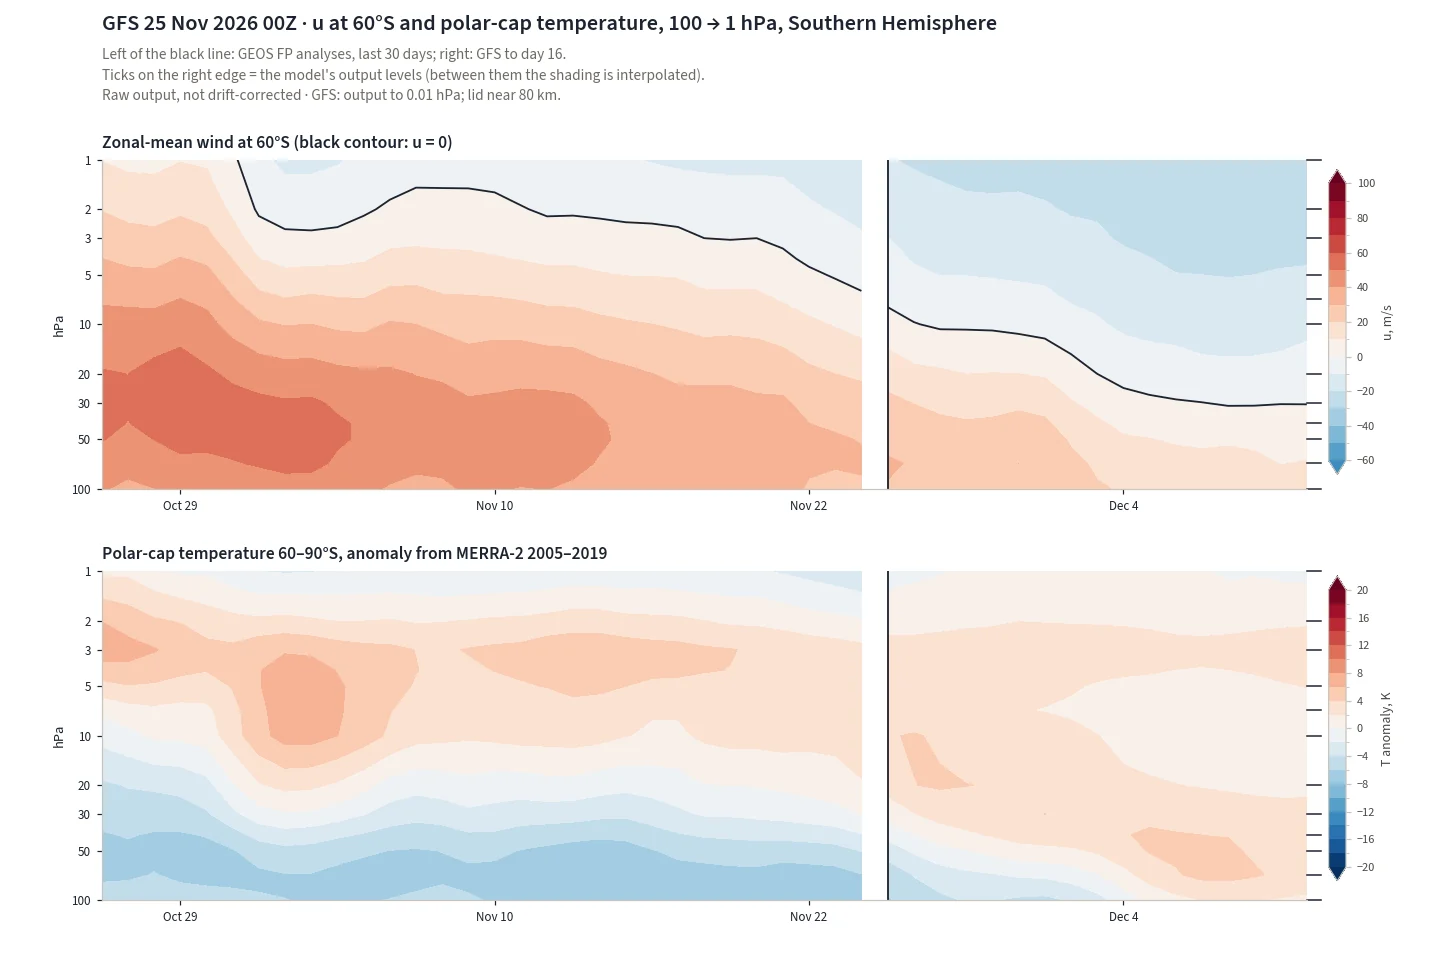 GFS 25 Nov 2026 00Z · u at 60°S and polar-cap temperature, 100 → 1 hPa, Southern Hemisphere
Left of the black line: GEOS FP analyses, last 30 days; right: GFS to day 16.
Ticks on the right edge = the model's output levels (between them the shading is interpolated).
Raw output, not drift-corrected · GFS: output to 0.01 hPa; lid near 80 km.
Zonal-mean wind at 60°S (black contour: u = 0)
hPa
1
2
3
5
10
20
30
50
100
Oct 29
Nov 10
Nov 22
Dec 4
100
80
60
40
20
0
−20
−40
−60
u, m/s
Polar-cap temperature 60–90°S, anomaly from MERRA-2 2005–2019
hPa
1
2
3
5
10
20
30
50
100
Oct 29
Nov 10
Nov 22
Dec 4
20
16
12
8
4
0
−4
−8
−12
−16
−20
T anomaly, K